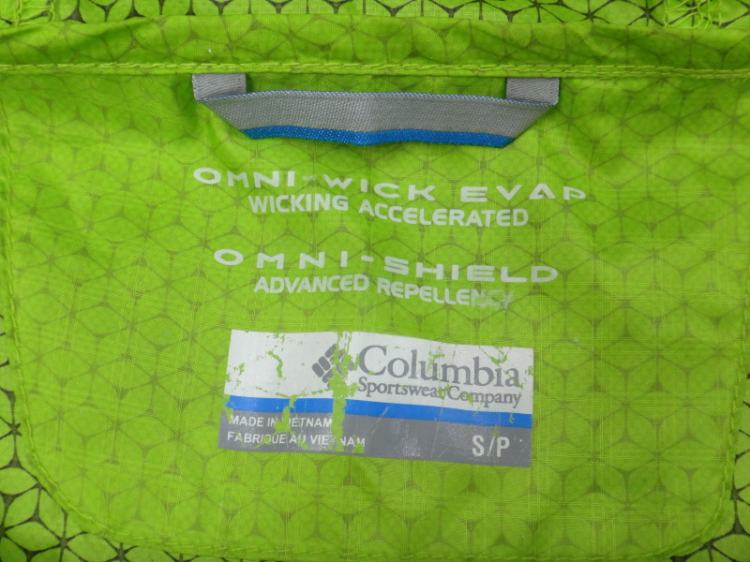 OMNI-WICK EVAP
WICKING ACCELERATED
OMNI-SHIELD
ADVANCED REPELLENCY
Columbia
Sportswear Company
MADE IN VIETNAM
FABRIQUE AU VIETNAM
S/P